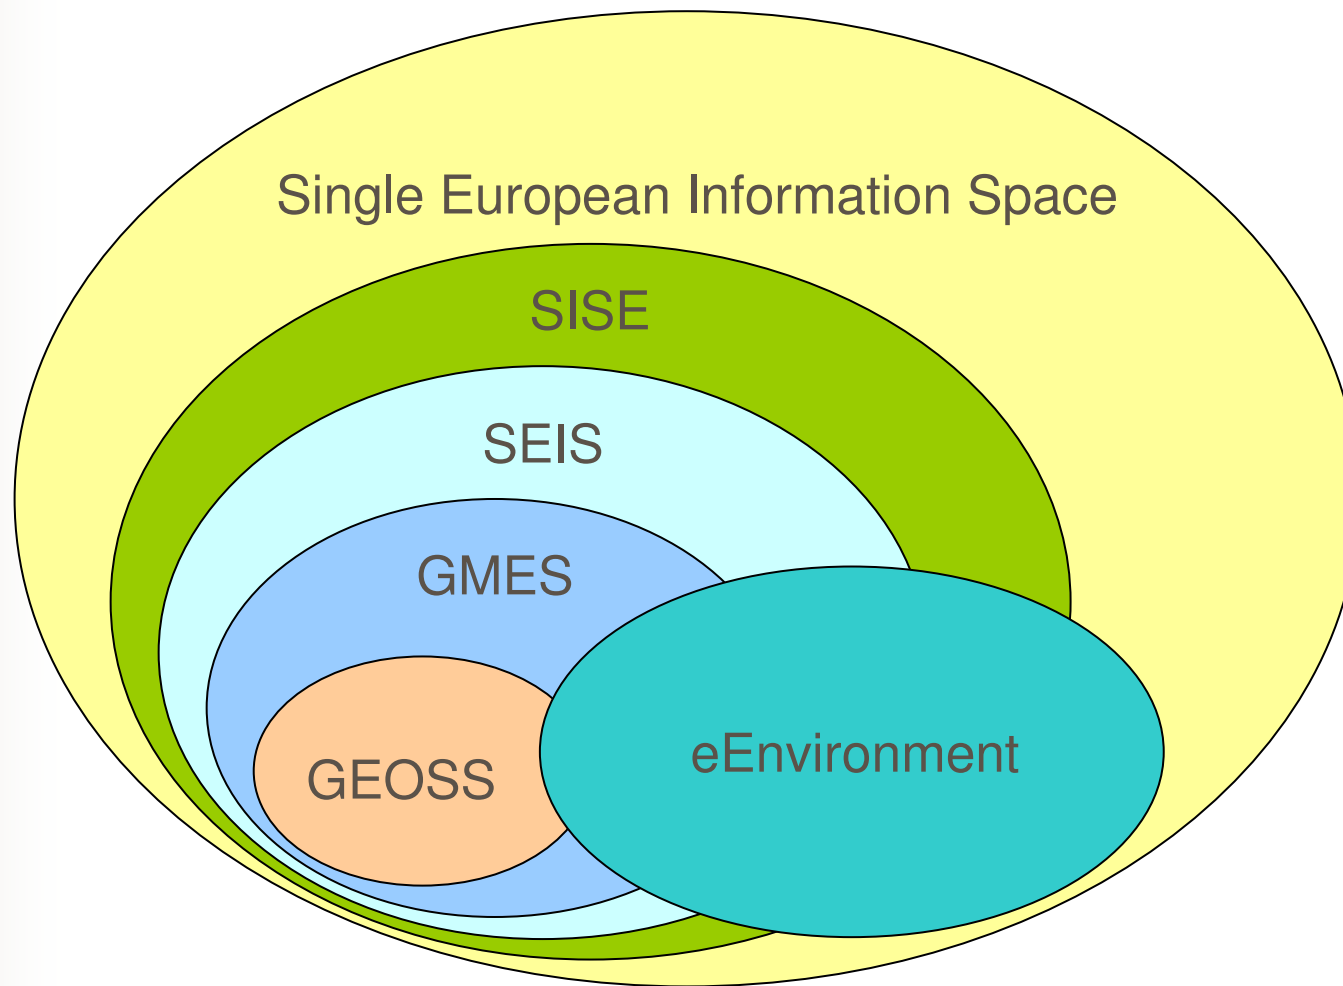 Single European Information Space
SISE
SEIS
GMES
GEOSS
eEnvironment